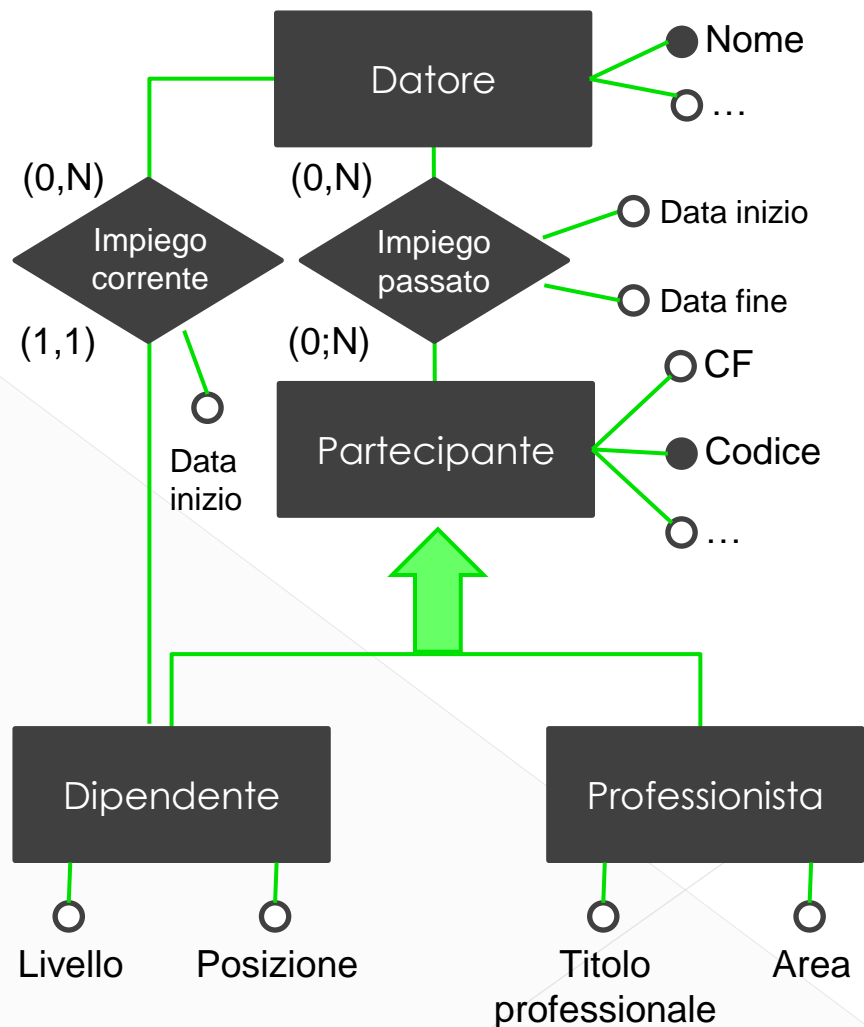 Datore
Nome
…
(0,N)
(0,N)
Impiego
corrente
Impiego
passato
Data inizio
Data fine
(1,1)
(0;N)
Data
inizio
Partecipante
CF
Codice
…
Dipendente
Professionista
Livello
Posizione
Titolo
professionale
Area